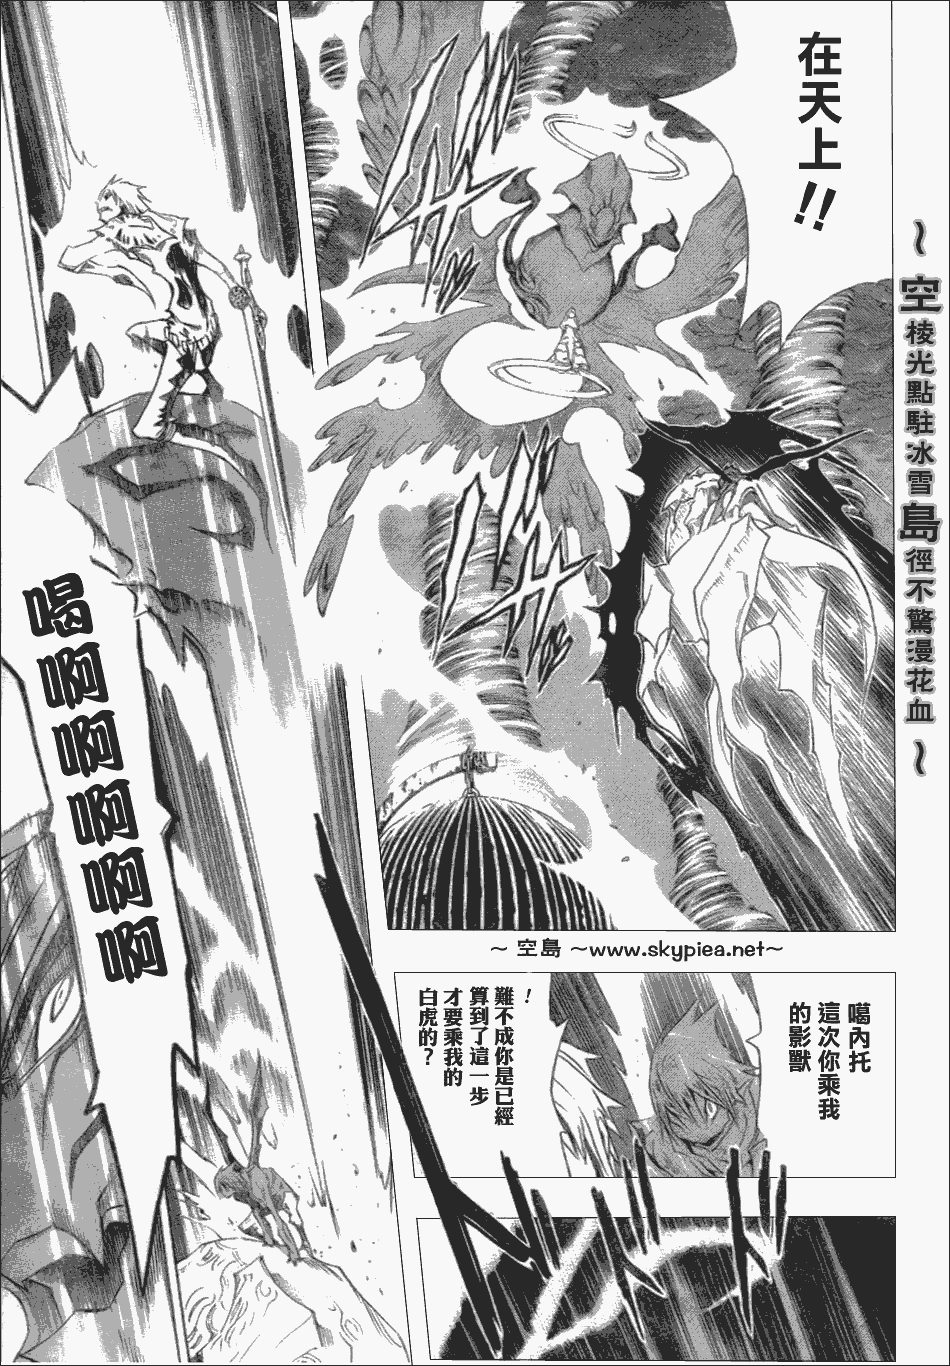 在天上!!
～空棱光點駐冰雪島徑不驚漫花血～
～ 空島 ～www.skypiea.net～
噶內托
這次你乘我
的影獸
!
難不成你是已經
算到了這一步
才要乘我的
白虎的?
喝啊啊啊啊啊